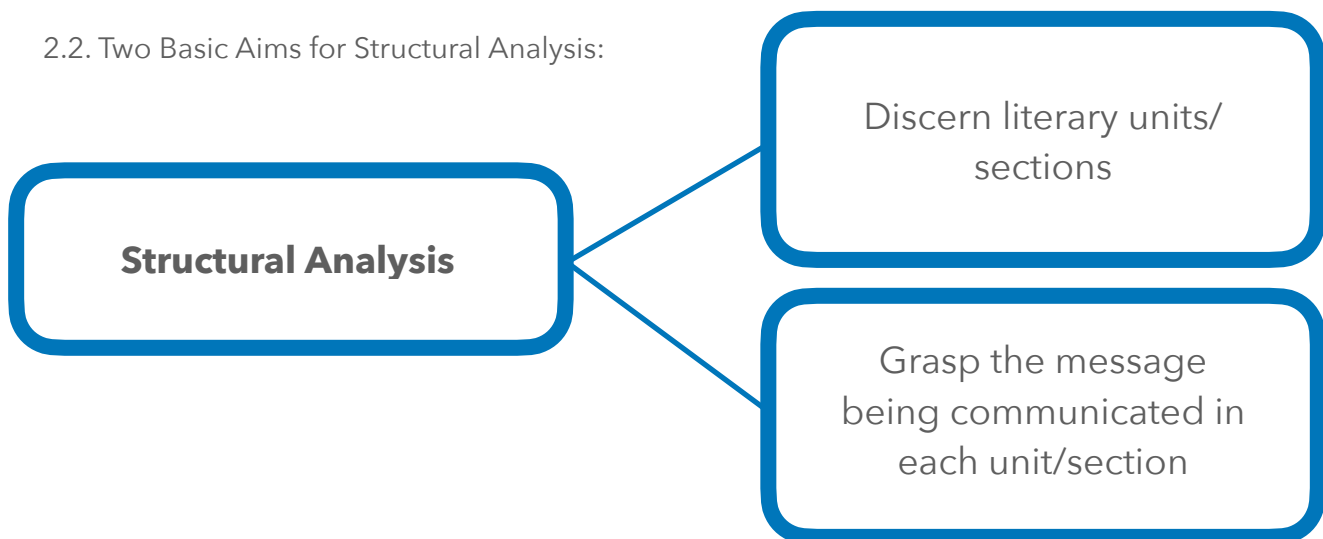 2.2. Two Basic Aims for Structural Analysis:
Discern literary units/
sections
Structural Analysis
Grasp the message
being communicated in
each unit/section